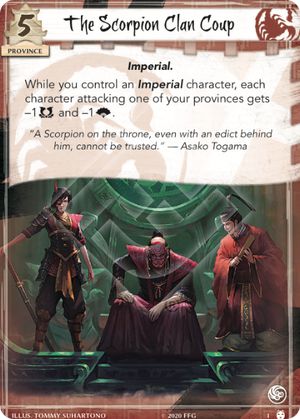 5
The Scorpion Clan Coup
PROVINCE
Imperial.
While you control an Imperial character, each
character attacking one of your provinces gets
–1 and –1.
“A Scorpion on the throne, even with an edict behind
him, cannot be trusted.” — Asako Togama
ILLUS. TOMMY SUHARTONO © 2020 FFG 1